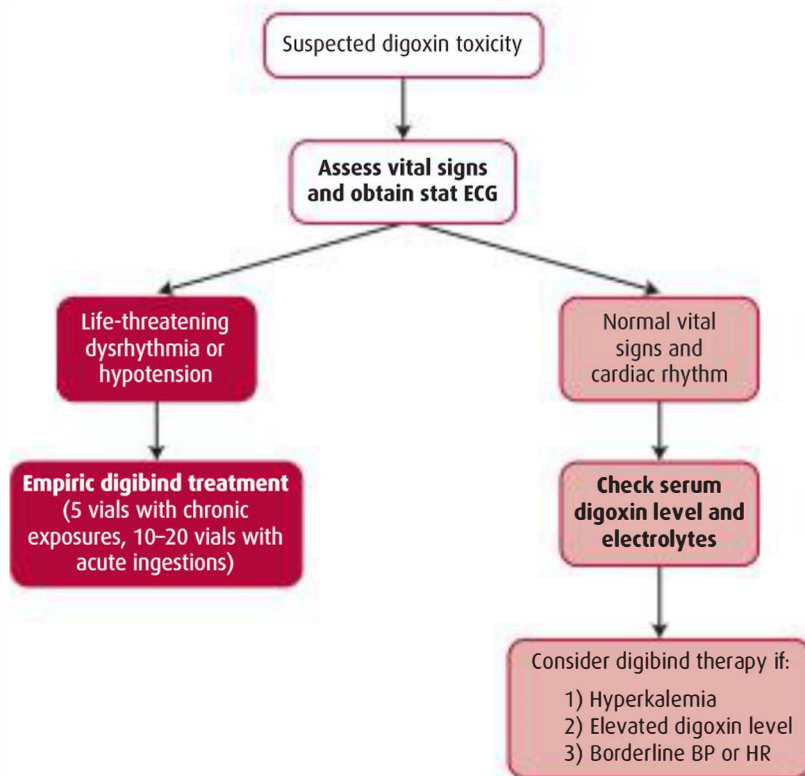 Suspected digoxin toxicity
Assess vital signs
and obtain stat ECG
Life-threatening
dysrhythmia or
hypotension
Normal vital
signs and
cardiac rhythm
Empiric digibind treatment
(5 vials with chronic
exposures, 10–20 vials with
acute ingestions)
Check serum
digoxin level and
electrolytes
Consider digibind therapy if:
1) Hyperkalemia
2) Elevated digoxin level
3) Borderline BP or HR